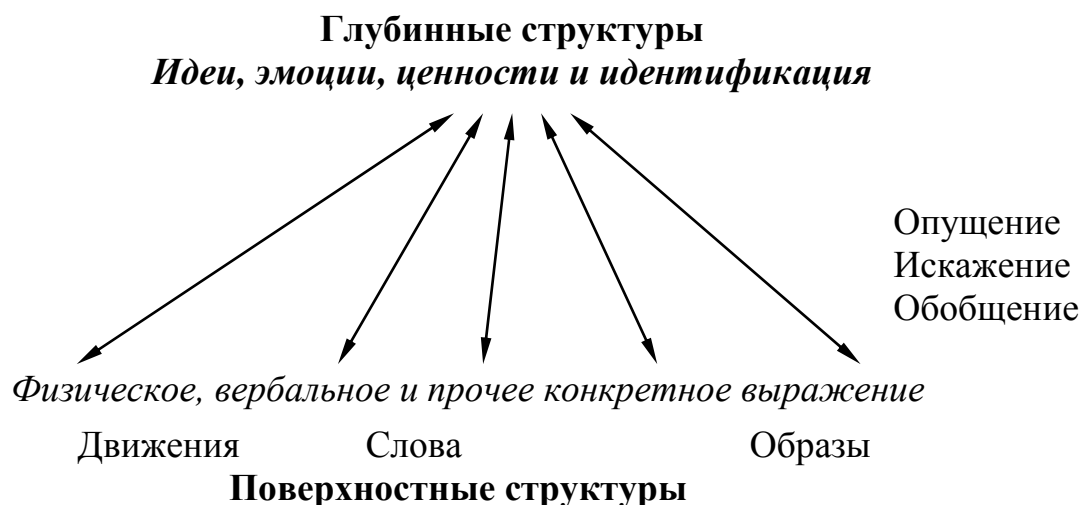 Глубинные структуры
Идеи, эмоции, ценности и идентификация
Опущение
Искажение
Обобщение
Физическое, вербальное и прочее конкретное выражение
Движения Слова Образы
Поверхностные структуры